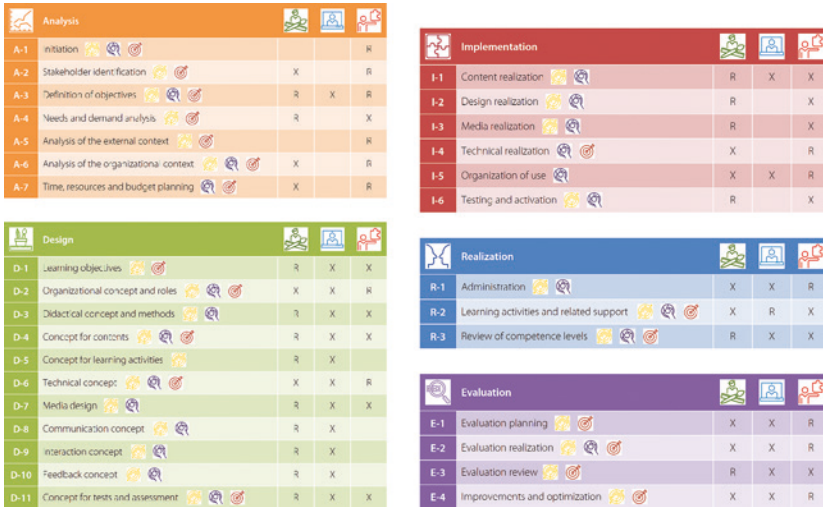 Analysis
A-1 Initiation R
A-2 Stakeholder identification X R
A-3 Definition of objectives R X R
A-4 Needs and demand analysis R X
A-5 Analysis of the external context R
A-6 Analysis of the organizational context X R
A-7 Time, resources and budget planning X R
Design
D-1 Learning objectives R X X
D-2 Organizational concept and roles X X R
D-3 Didactical concept and methods R X X
D-4 Concept for contents R X X
D-5 Concept for learning activities R X
D-6 Technical concept X X R
D-7 Media design R X X
D-8 Communication concept R X
D-9 Interaction concept R X
D-10 Feedback concept R X
D-11 Concept for tests and assessment R X X
Implementation
I-1 Content realization R X X
I-2 Design realization R X
I-3 Media realization R X
I-4 Technical realization X R
I-5 Organization of use X X R
I-6 Testing and activation R X
Realization
R-1 Administration X X R
R-2 Learning activities and related support X R X
R-3 Review of competence levels R X X
Evaluation
E-1 Evaluation planning X X R
E-2 Evaluation realization X X R
E-3 Evaluation review R X X
E-4 Improvements and optimization X X R